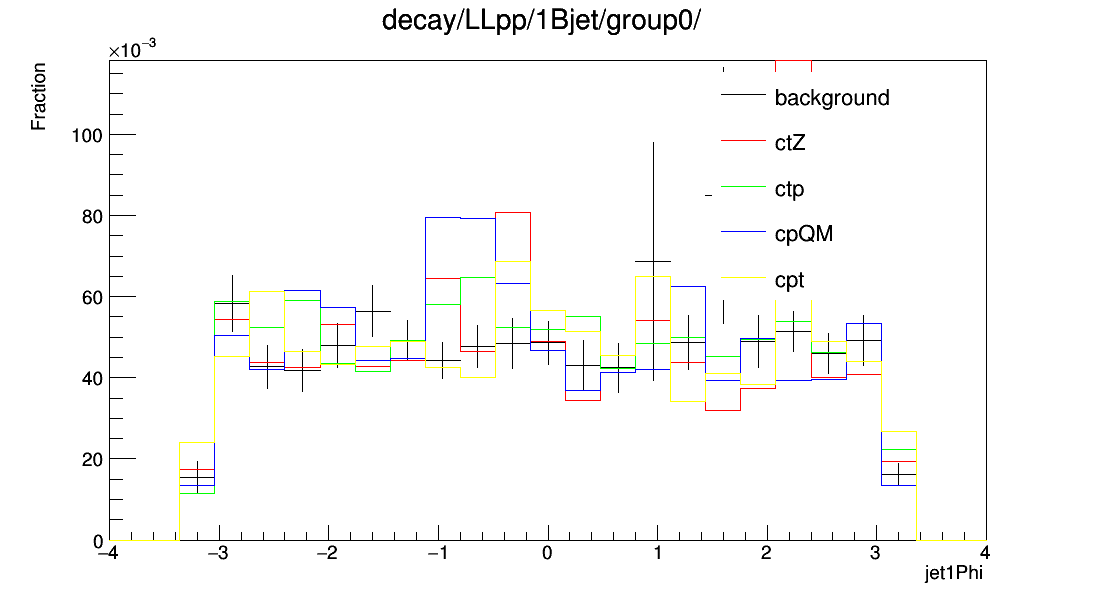 decay/LLpp/1Bjet/group0/
×10⁻³
Fraction
100
80
60
40
20
0
background
ctZ
ctp
cpQM
cpt
−4 −3 −2 −1 0 1 2 3 4
jet1Phi